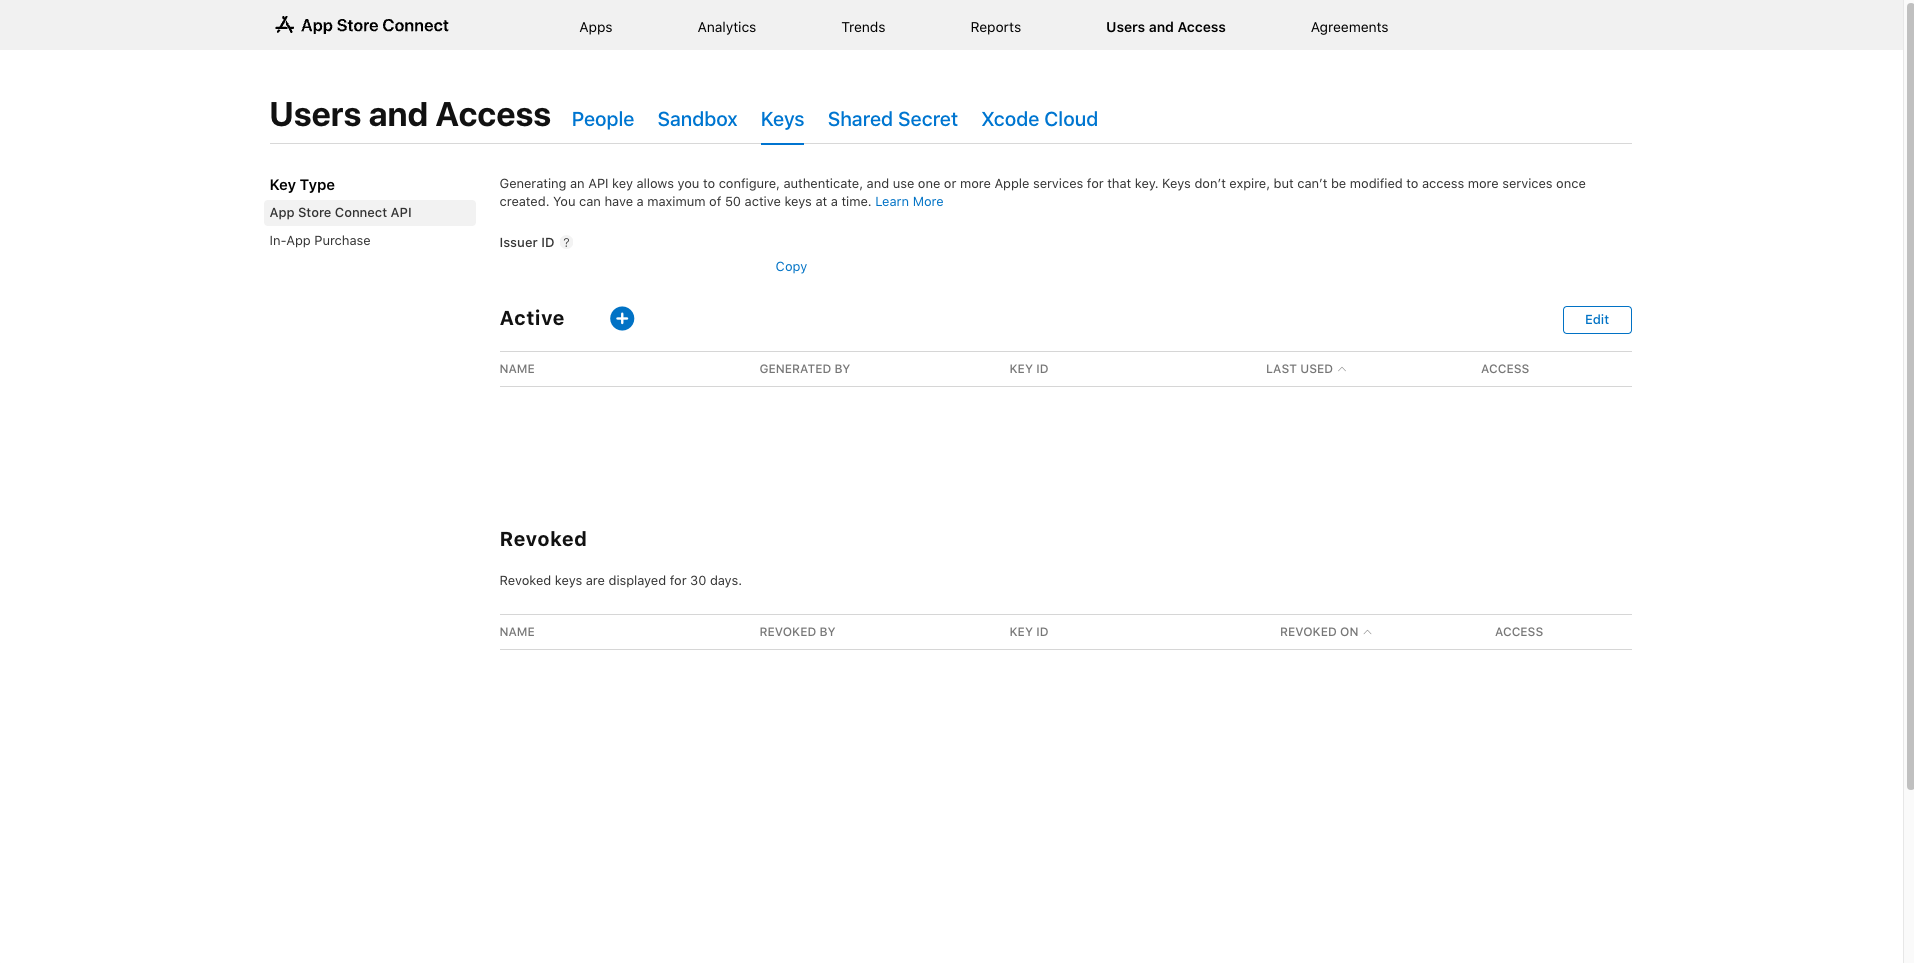 App Store Connect
Apps
Analytics
Trends
Reports
Users and Access
Agreements
Users and Access
People
Sandbox
Keys
Shared Secret
Xcode Cloud
Key Type
App Store Connect API
In-App Purchase
Generating an API key allows you to configure, authenticate, and use one or more Apple services for that key. Keys don’t expire, but can’t be modified to access more services once
created. You can have a maximum of 50 active keys at a time. Learn More
Issuer ID ?
Copy
Active
Edit
NAME
GENERATED BY
KEY ID
LAST USED
ACCESS
Revoked
Revoked keys are displayed for 30 days.
NAME
REVOKED BY
KEY ID
REVOKED ON
ACCESS